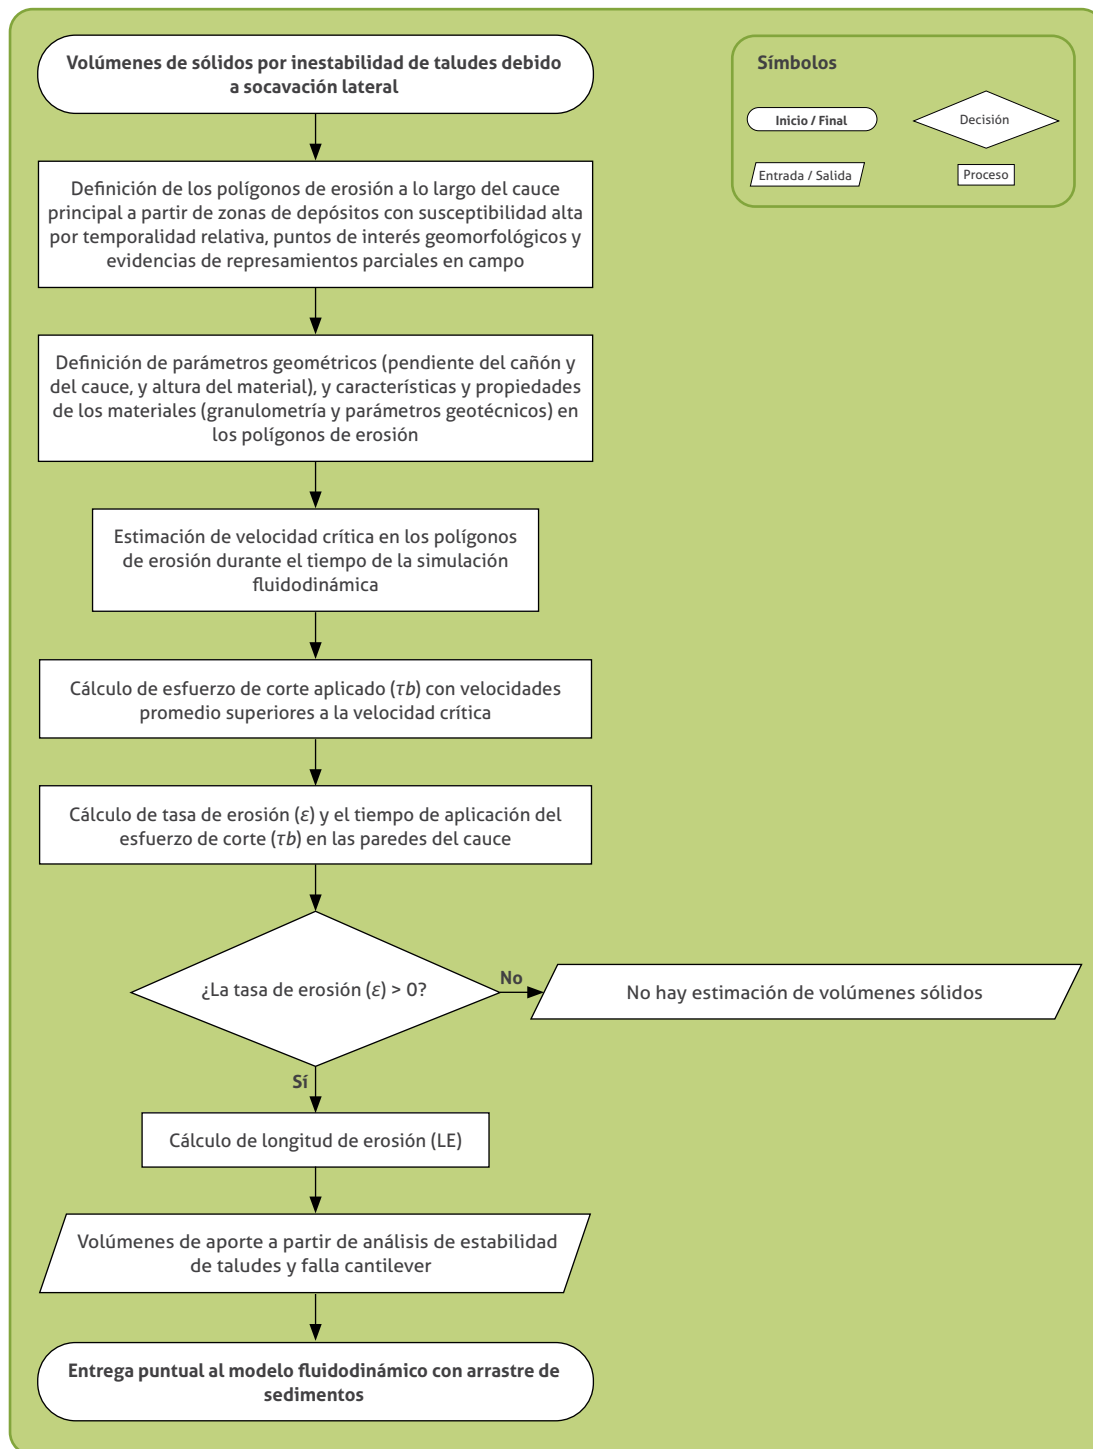 Volúmenes de sólidos por inestabilidad de taludes debido
a socavación lateral
Símbolos
Inicio / Final
Decisión
Entrada / Salida
Proceso
Definición de los polígonos de erosión a lo largo del cauce
principal a partir de zonas de depósitos con susceptibilidad alta
por temporalidad relativa, puntos de interés geomorfológicos y
evidencias de represamientos parciales en campo
Definición de parámetros geométricos (pendiente del cañón y
del cauce, y altura del material), y características y propiedades
de los materiales (granulometría y parámetros geotécnicos) en
los polígonos de erosión
Estimación de velocidad crítica en los polígonos
de erosión durante el tiempo de la simulación
fluidodinámica
Cálculo de esfuerzo de corte aplicado (τb) con velocidades
promedio superiores a la velocidad crítica
Cálculo de tasa de erosión (ε) y el tiempo de aplicación del
esfuerzo de corte (τb) en las paredes del cauce
¿La tasa de erosión (ε) > 0?
No
No hay estimación de volúmenes sólidos
Sí
Cálculo de longitud de erosión (LE)
Volúmenes de aporte a partir de análisis de estabilidad
de taludes y falla cantilever
Entrega puntual al modelo fluidodinámico con arrastre de
sedimentos